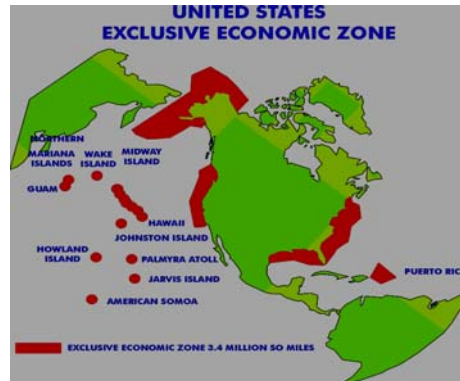 UNITED STATES
EXCLUSIVE ECONOMIC ZONE
NORTHERN
MARIANA
ISLANDS
WAKE
ISLAND
MIDWAY
ISLAND
GUAM
HAWAII
JOHNSTON ISLAND
HOWLAND
ISLAND
PALMYRA ATOLL
JARVIS ISLAND
PUERTO RIC
AMERICAN SOMOA
EXCLUSIVE ECONOMIC ZONE 3.4 MILLION SQ MILES